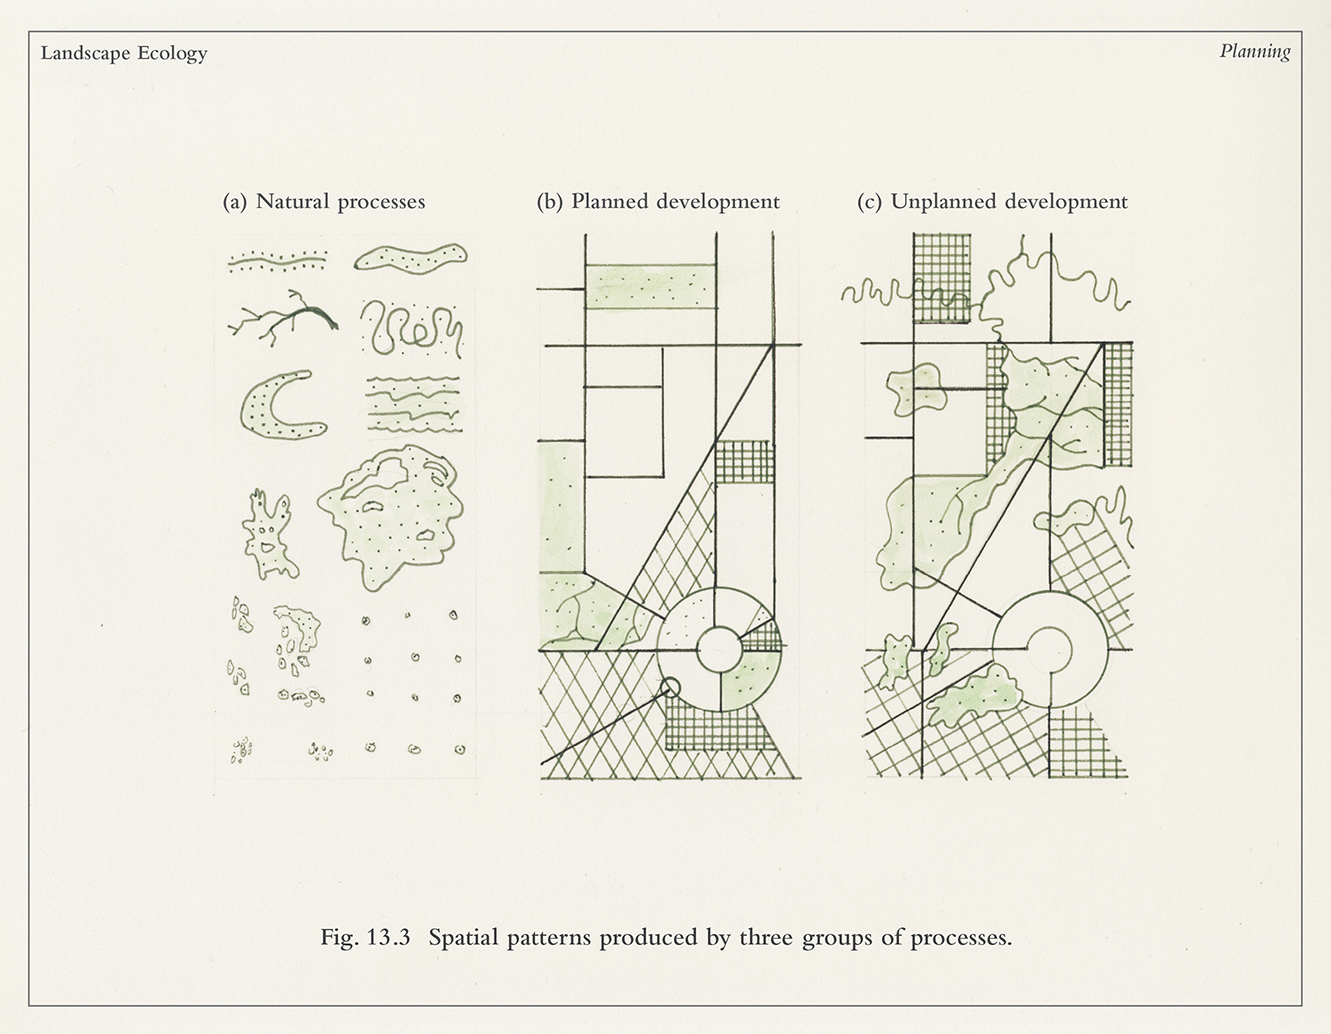 Landscape Ecology
Planning
(a) Natural processes
(b) Planned development
(c) Unplanned development
Fig. 13.3 Spatial patterns produced by three groups of processes.